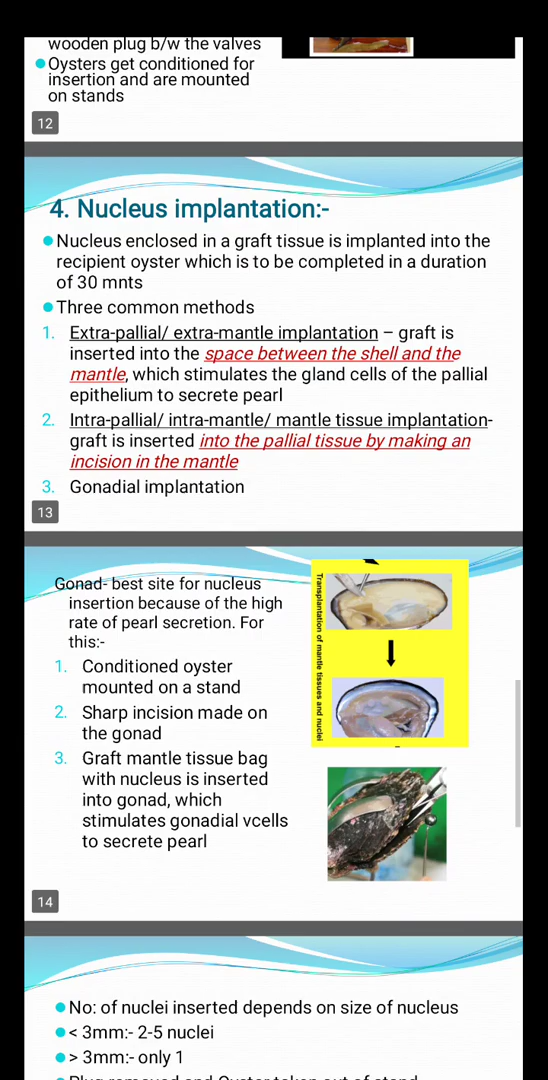 wooden plug b/w the valves
Oysters get conditioned for
insertion and are mounted
on stands
12
4. Nucleus implantation:-
Nucleus enclosed in a graft tissue is implanted into the
recipient oyster which is to be completed in a duration
of 30 mnts
Three common methods
1. Extra-pallial/ extra-mantle implantation – graft is
inserted into the space between the shell and the
mantle, which stimulates the gland cells of the pallial
epithelium to secrete pearl
2. Intra-pallial/ intra-mantle/ mantle tissue implantation-
graft is inserted into the pallial tissue by making an
incision in the mantle
3. Gonadial implantation
13
Gonad- best site for nucleus
insertion because of the high
rate of pearl secretion. For
this:-
1. Conditioned oyster
mounted on a stand
2. Sharp incision made on
the gonad
3. Graft mantle tissue bag
with nucleus is inserted
into gonad, which
stimulates gonadial vcells
to secrete pearl
Transplantation of mantle tissues and nuclei
14
No: of nuclei inserted depends on size of nucleus
< 3mm:- 2-5 nuclei
> 3mm:- only 1
Plug removed and Oyster taken out of stand